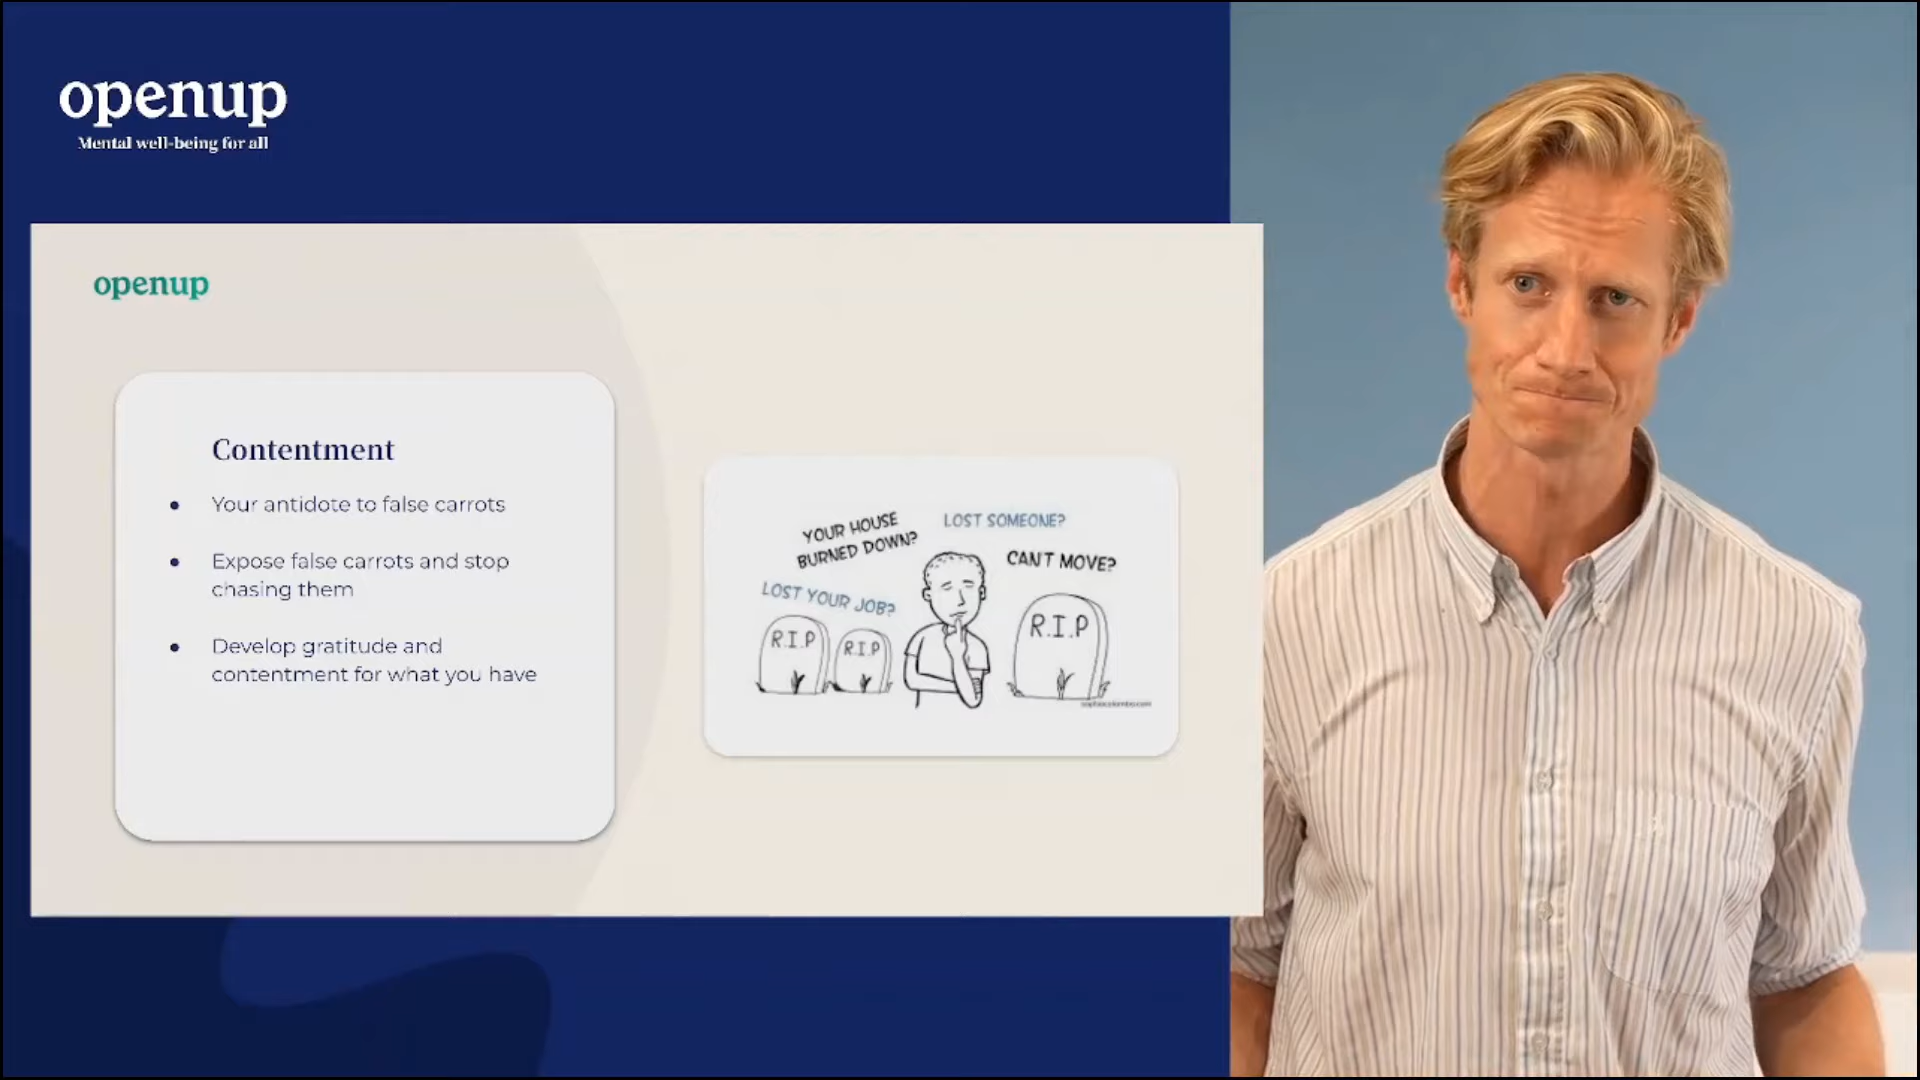 openup
Mental well-being for all
openup
Contentment
Your antidote to false carrots
Expose false carrots and stop
chasing them
Develop gratitude and
contentment for what you have
YOUR HOUSE
BURNED DOWN?
LOST SOMEONE?
CAN'T MOVE?
LOST YOUR JOB?
R.I.P
R.I.P
R.I.P